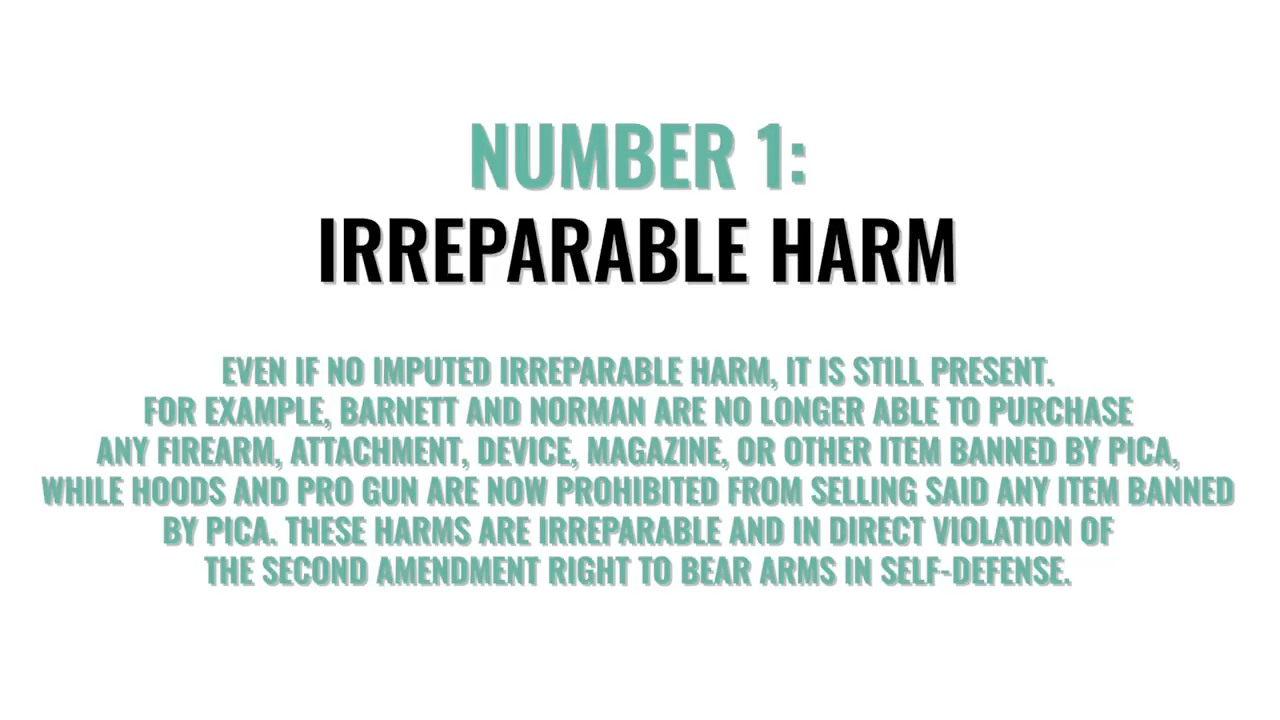 NUMBER 1:
IRREPARABLE HARM
EVEN IF NO IMPUTED IRREPARABLE HARM, IT IS STILL PRESENT.
FOR EXAMPLE, BARNETT AND NORMAN ARE NO LONGER ABLE TO PURCHASE
ANY FIREARM, ATTACHMENT, DEVICE, MAGAZINE, OR OTHER ITEM BANNED BY PICA,
WHILE HOODS AND PRO GUN ARE NOW PROHIBITED FROM SELLING SAID ANY ITEM BANNED
BY PICA. THESE HARMS ARE IRREPARABLE AND IN DIRECT VIOLATION OF
THE SECOND AMENDMENT RIGHT TO BEAR ARMS IN SELF-DEFENSE.